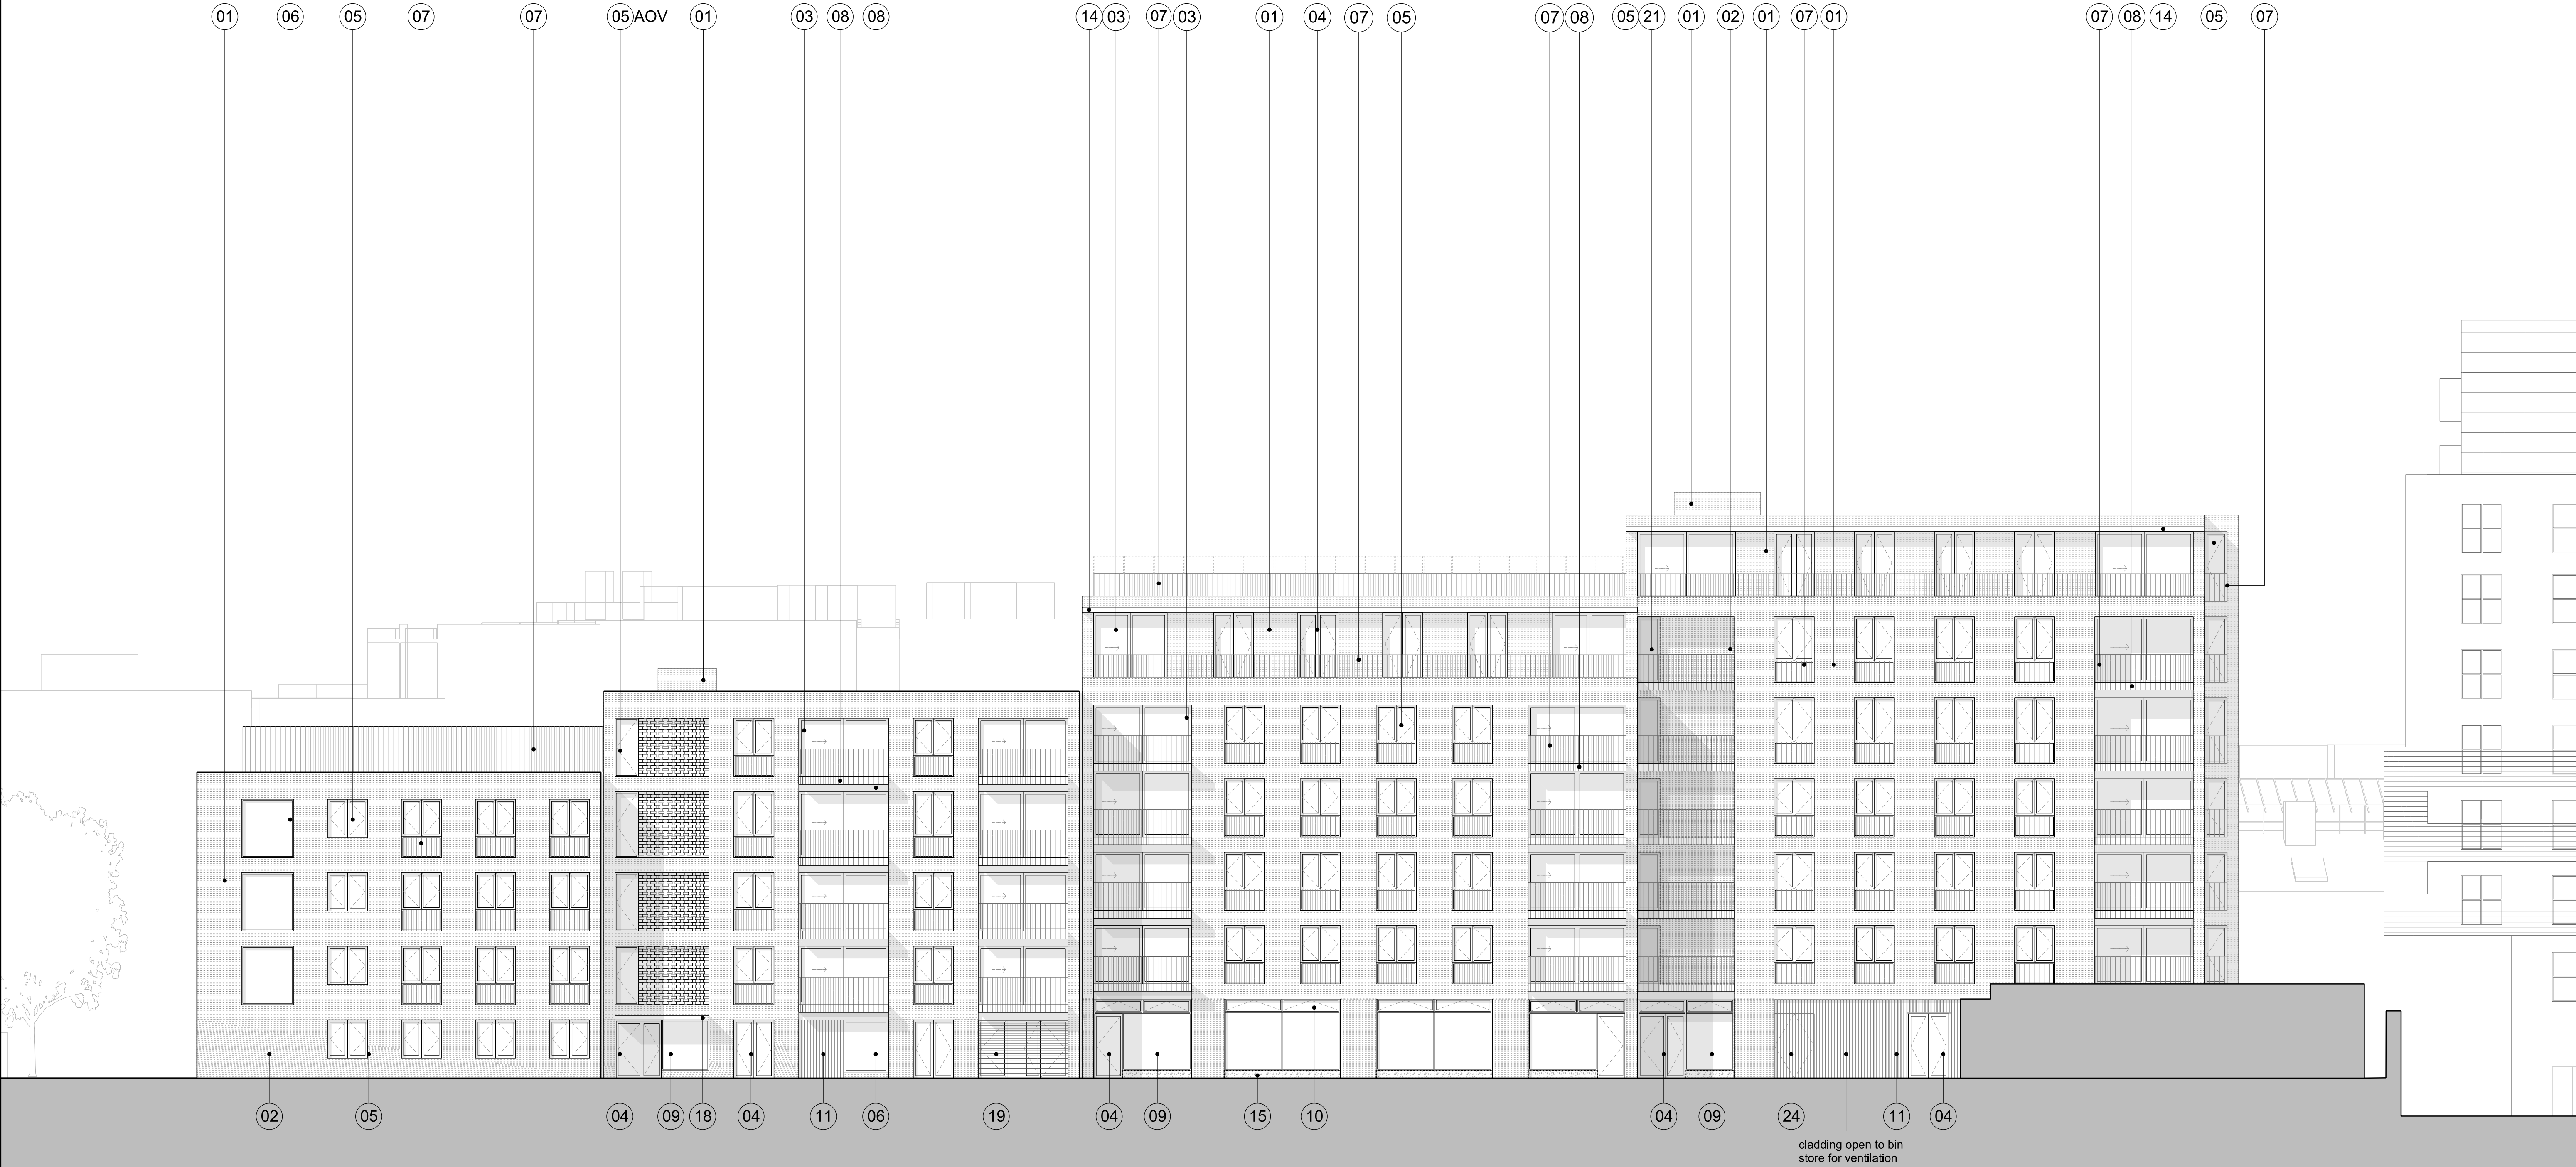 01 06 05 07 07 05 AOV 01 03 08 08 14 03 07 03 01 04 07 05 07 08 05 21 01 02 01 07 01 07 08 14 05 07
02 05 04 09 18 04 11 06 19 04 09 15 10 04 09 24 11 04
cladding open to bin
store for ventilation